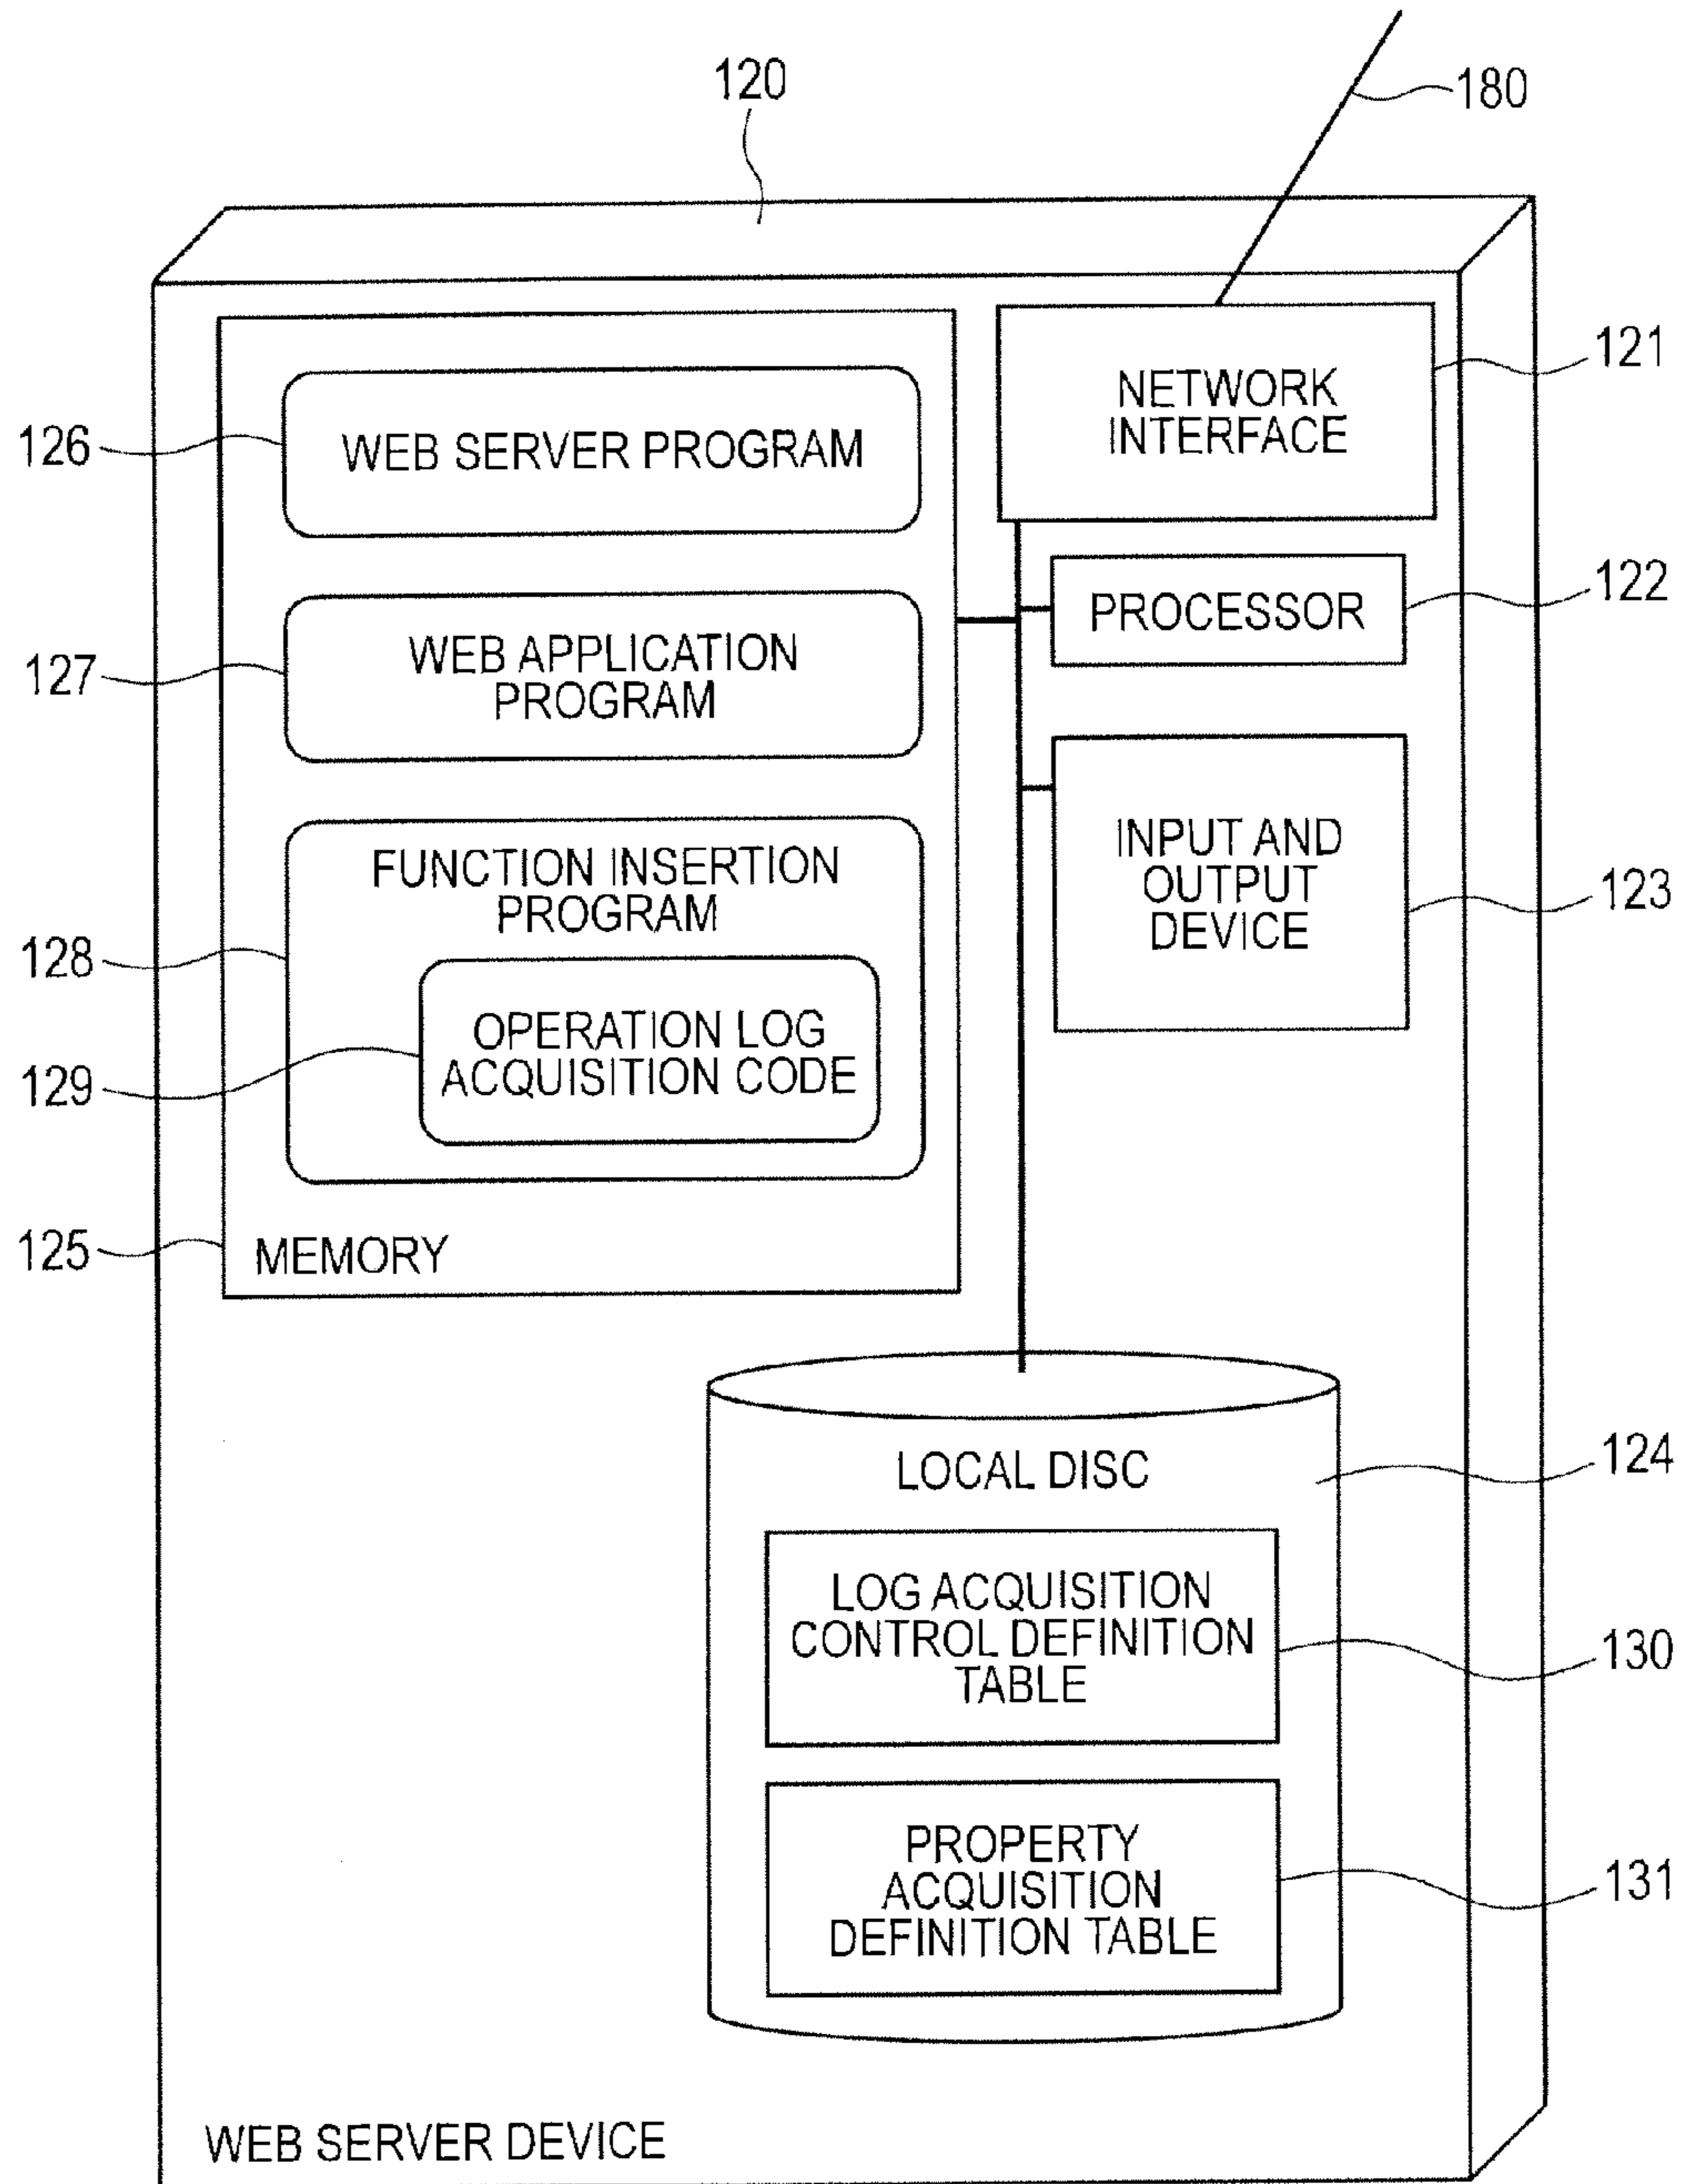 120
180
121
NETWORK
INTERFACE
126
WEB SERVER PROGRAM
122
PROCESSOR
127
WEB APPLICATION
PROGRAM
INPUT AND
OUTPUT
DEVICE
123
FUNCTION INSERTION
PROGRAM
128
OPERATION LOG
ACQUISITION CODE
129
125
MEMORY
LOCAL DISC
124
LOG ACQUISITION
CONTROL DEFINITION
TABLE
130
PROPERTY
ACQUISITION
DEFINITION TABLE
131
WEB SERVER DEVICE